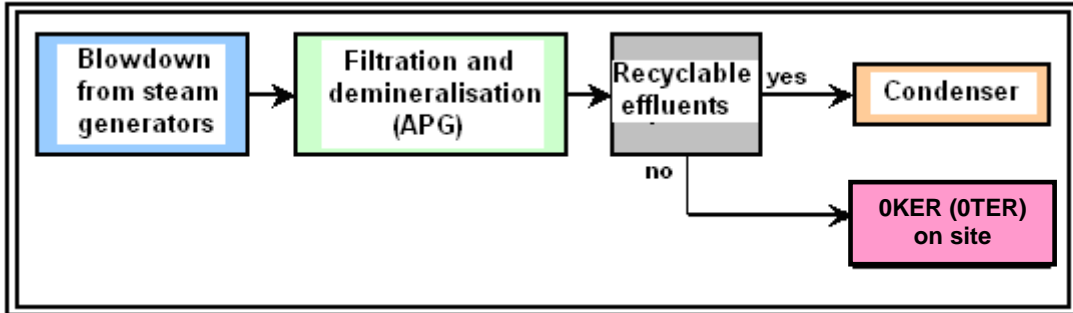 Blowdown
from steam
generators
Filtration and
demineralisation
(APG)
Recyclable
effluents
yes
Condenser
no
0KER (0TER)
on site